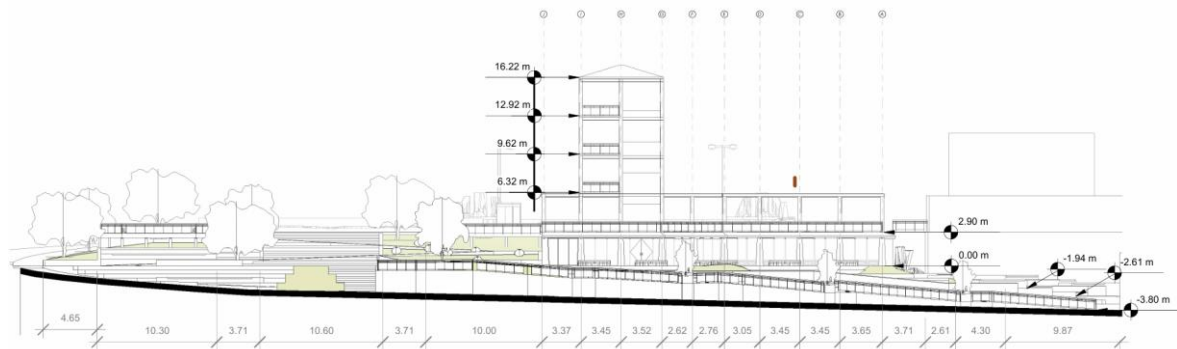 J I H G F E D C B A
16.22 m
12.92 m
9.62 m
6.32 m
2.90 m
0.00 m
-1.94 m
-2.61 m
-3.80 m
4.65 10.30 3.71 10.60 3.71 10.00 3.37 3.45 3.52 2.62 2.76 3.05 3.45 3.45 3.65 3.71 2.61 4.30 9.87